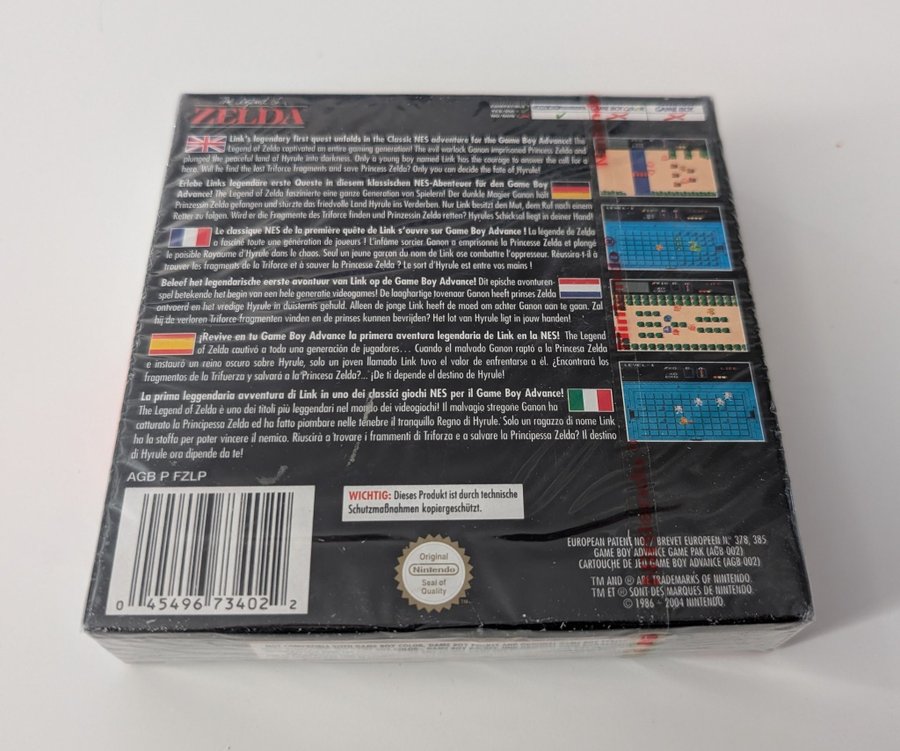 The Legend of
ZELDA
GAME BOY
Link's legendary first quest unfolds in the Classic NES adventure for the Game Boy Advance! The
Legend of Zelda captivated an entire gaming generation! The evil warlock Ganon imprisoned Princess Zelda and
plunged the peaceful land of Hyrule into darkness. Only a young boy named Link has the courage to answer the call for a
hero. Will he find the lost Triforce fragments and save Princess Zelda? Only you can decide the fate of Hyrule!
Erlebe Links legendäre erste Queste in diesem klassischen NES-Abenteuer für den Game Boy
Advance! The Legend of Zelda faszinierte eine ganze Generation von Spielern! Der dunkle Magier Ganon hält
Prinzessin Zelda gefangen und stürzte das friedvolle Land Hyrule ins Verderben. Nur Link besitzt den Mut, dem Ruf nach einem
Retter zu folgen. Wird er die Fragmente des Triforce finden und Prinzessin Zelda retten? Hyrules Schicksal liegt in deiner Hand!
Le classique NES de la première quête de Link s'ouvre sur Game Boy Advance ! La légende de Zelda
a fasciné toute une génération de joueurs ! L'infâme sorcier Ganon a emprisonné la Princesse Zelda et plongé
le paisible Royaume d'Hyrule dans le chaos. Seul un jeune garçon du nom de Link ose combattre l'oppresseur. Réussira-t-il à
trouver les fragments de la Triforce et à sauver la Princesse Zelda ? Le sort d'Hyrule est entre vos mains !
Beleef het legendarische eerste avontuur van Link op de Game Boy Advance! Dit epische avonturen-
spel betekende het begin van een hele generatie videogames! De laaghartige tovenaar Ganon heeft prinses Zelda
ontvoerd en het vredige Hyrule in duisternis gehuld. Alleen de jonge Link heeft de moed om achter Ganon aan te gaan. Zal
hij de verloren Triforce-fragmenten vinden en de prinses kunnen bevrijden? Het lot van Hyrule ligt in jouw handen!
¡Revive en tu Game Boy Advance la primera aventura legendaria de Link en la NES! The Legend
of Zelda cautivó a toda una generación de jugadores... Cuando el malvado Ganon raptó a la Princesa Zelda
e instauró un reino oscuro sobre Hyrule, solo un joven llamado Link tuvo el valor de enfrentarse a él. ¿Encontrará los
fragmentos de la Trifuerza y salvará a la Princesa Zelda?... ¡De ti depende el destino de Hyrule!
La prima leggendaria avventura di Link in uno dei classici giochi NES per il Game Boy Advance!
The Legend of Zelda è uno dei titoli più leggendari nel mondo dei videogiochi! Il malvagio stregone Ganon ha
catturato la Principessa Zelda ed ha fatto piombare nelle tenebre il tranquillo Regno di Hyrule. Solo un ragazzo di nome Link
ha la stoffa per poter vincere il nemico. Riuscirà a trovare i frammenti di Triforza e a salvare la Principessa Zelda? Il destino
di Hyrule ora dipende da te!
AGB P FZLP
WICHTIG: Dieses Produkt ist durch technische
Schutzmaßnahmen kopiergeschützt.
0 45496 73402 2
Original
Nintendo
Seal of
Quality
TM
EUROPEAN PATENT NO. / BREVET EUROPEEN N° 378, 385
GAME BOY ADVANCE GAME PAK (AGB 002)
CARTOUCHE DE JEU GAME BOY ADVANCE (AGB 002)
TM AND ® ARE TRADEMARKS OF NINTENDO.
TM ET ® SONT DES MARQUES DE NINTENDO.
© 1986 - 2004 NINTENDO.